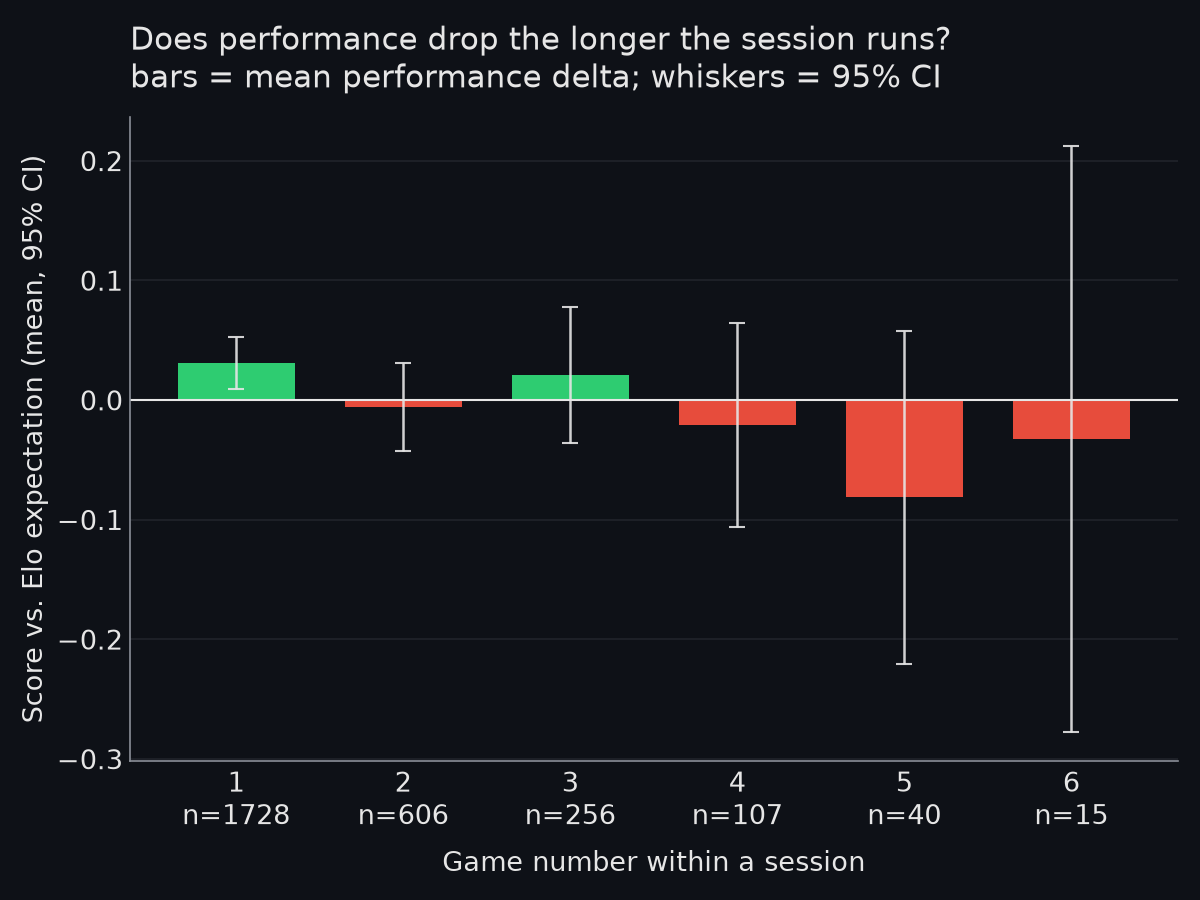 Does performance drop the longer the session runs?
bars = mean performance delta; whiskers = 95% CI
Score vs. Elo expectation (mean, 95% CI)
0.2
0.1
0.0
−0.1
−0.2
−0.3
1 2 3 4 5 6
n=1728 n=606 n=256 n=107 n=40 n=15
Game number within a session